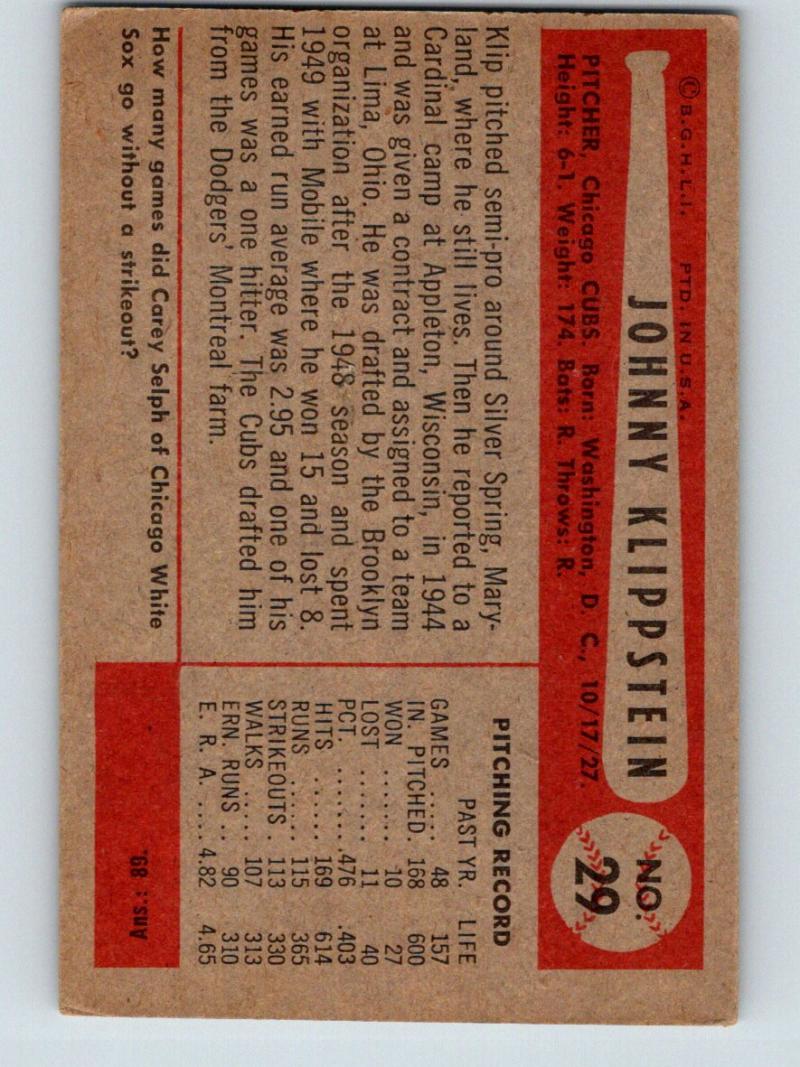 © B.G.H.L.I. PTD. IN U.S.A.
JOHNNY KLIPPSTEIN
NO.
29
PITCHER, Chicago CUBS. Born: Washington, D. C., 10/17/27.
Height: 6-1. Weight: 174. Bats: R. Throws: R.
Klip pitched semi-pro around Silver Spring, Mary-
land, where he still lives. Then he reported to a
Cardinal camp at Appleton, Wisconsin, in 1944
and was given a contract and assigned to a team
at Lima, Ohio. He was drafted by the Brooklyn
organization after the 1948 season and spent
1949 with Mobile where he won 15 and lost 8.
His earned run average was 2.95 and one of his
games was a one hitter. The Cubs drafted him
from the Dodgers' Montreal farm.
PITCHING RECORD
PAST YR. LIFE
GAMES ..... 48 157
IN. PITCHED. 168 600
WON ....... 10 27
LOST ....... 11 40
PCT. ........ .476 .403
HITS ...... 169 614
RUNS ...... 115 365
STRIKEOUTS . 113 330
WALKS ..... 107 313
ERN. RUNS .. 90 310
E. R. A. .... 4.82 4.65
How many games did Carey Selph of Chicago White
Sox go without a strikeout?
Ans.: 89.